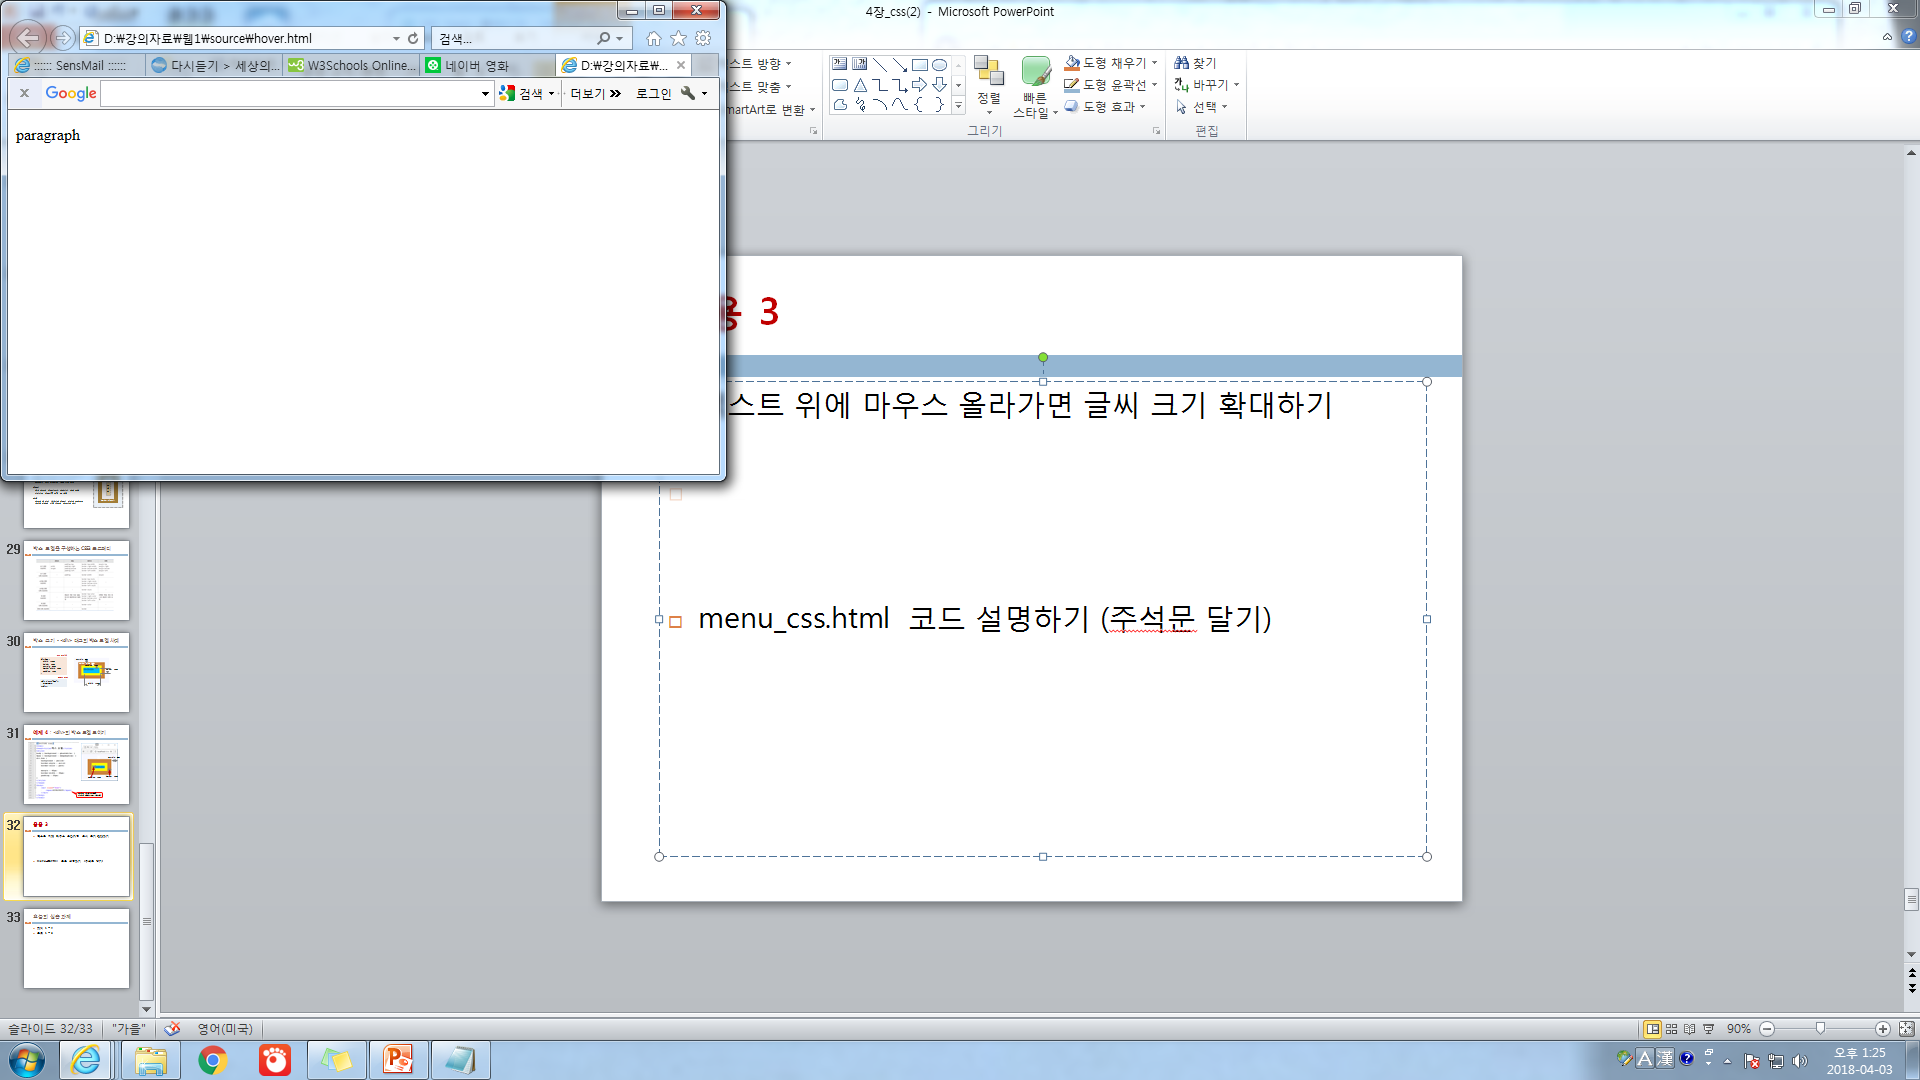 4장_css(2) - Microsoft PowerPoint
D:₩강의자료₩웹1₩source₩hover.html
검색...
:::::: SensMail ::::::
다시듣기 > 세상의...
W3Schools Online...
네이버 영화
D:₩강의자료₩...
Google
검색
더보기 »
로그인
paragraph
스트 방향
스트 맞춤
martArt로 변환
정렬
빠른
스타일
도형 채우기
도형 윤곽선
도형 효과
그리기
찾기
바꾸기
선택
편집
용 3
스트 위에 마우스 올라가면 글씨 크기 확대하기
menu_css.html 코드 설명하기 (주석문 달기)
29
30
31
32
응용 3
33
슬라이드 32/33
"가을"
영어(미국)
90%
A 漢
오후 1:25
2018-04-03